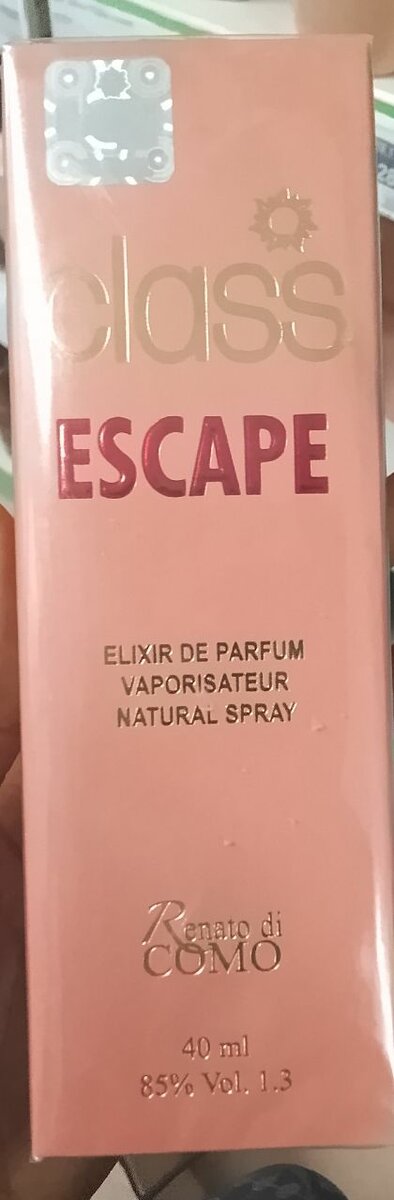 class
ESCAPE
ELIXIR DE PARFUM
VAPORISATEUR
NATURAL SPRAY
Renato di
COMO
40 ml
85% Vol. 1.3